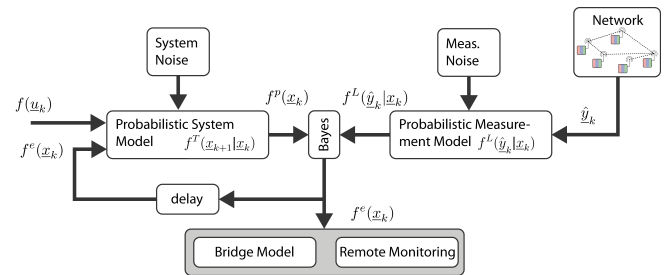 Network
System
Noise
Meas.
Noise
f(u_k)
f^p(x_k)
f^L(ŷ_k|x_k)
ŷ_k
Probabilistic System
Model f^T(x_{k+1}|x_k)
Bayes
Probabilistic Measure-
ment Model f^L(ŷ_k|x_k)
f^e(x_k)
delay
f^e(x_k)
Bridge Model
Remote Monitoring